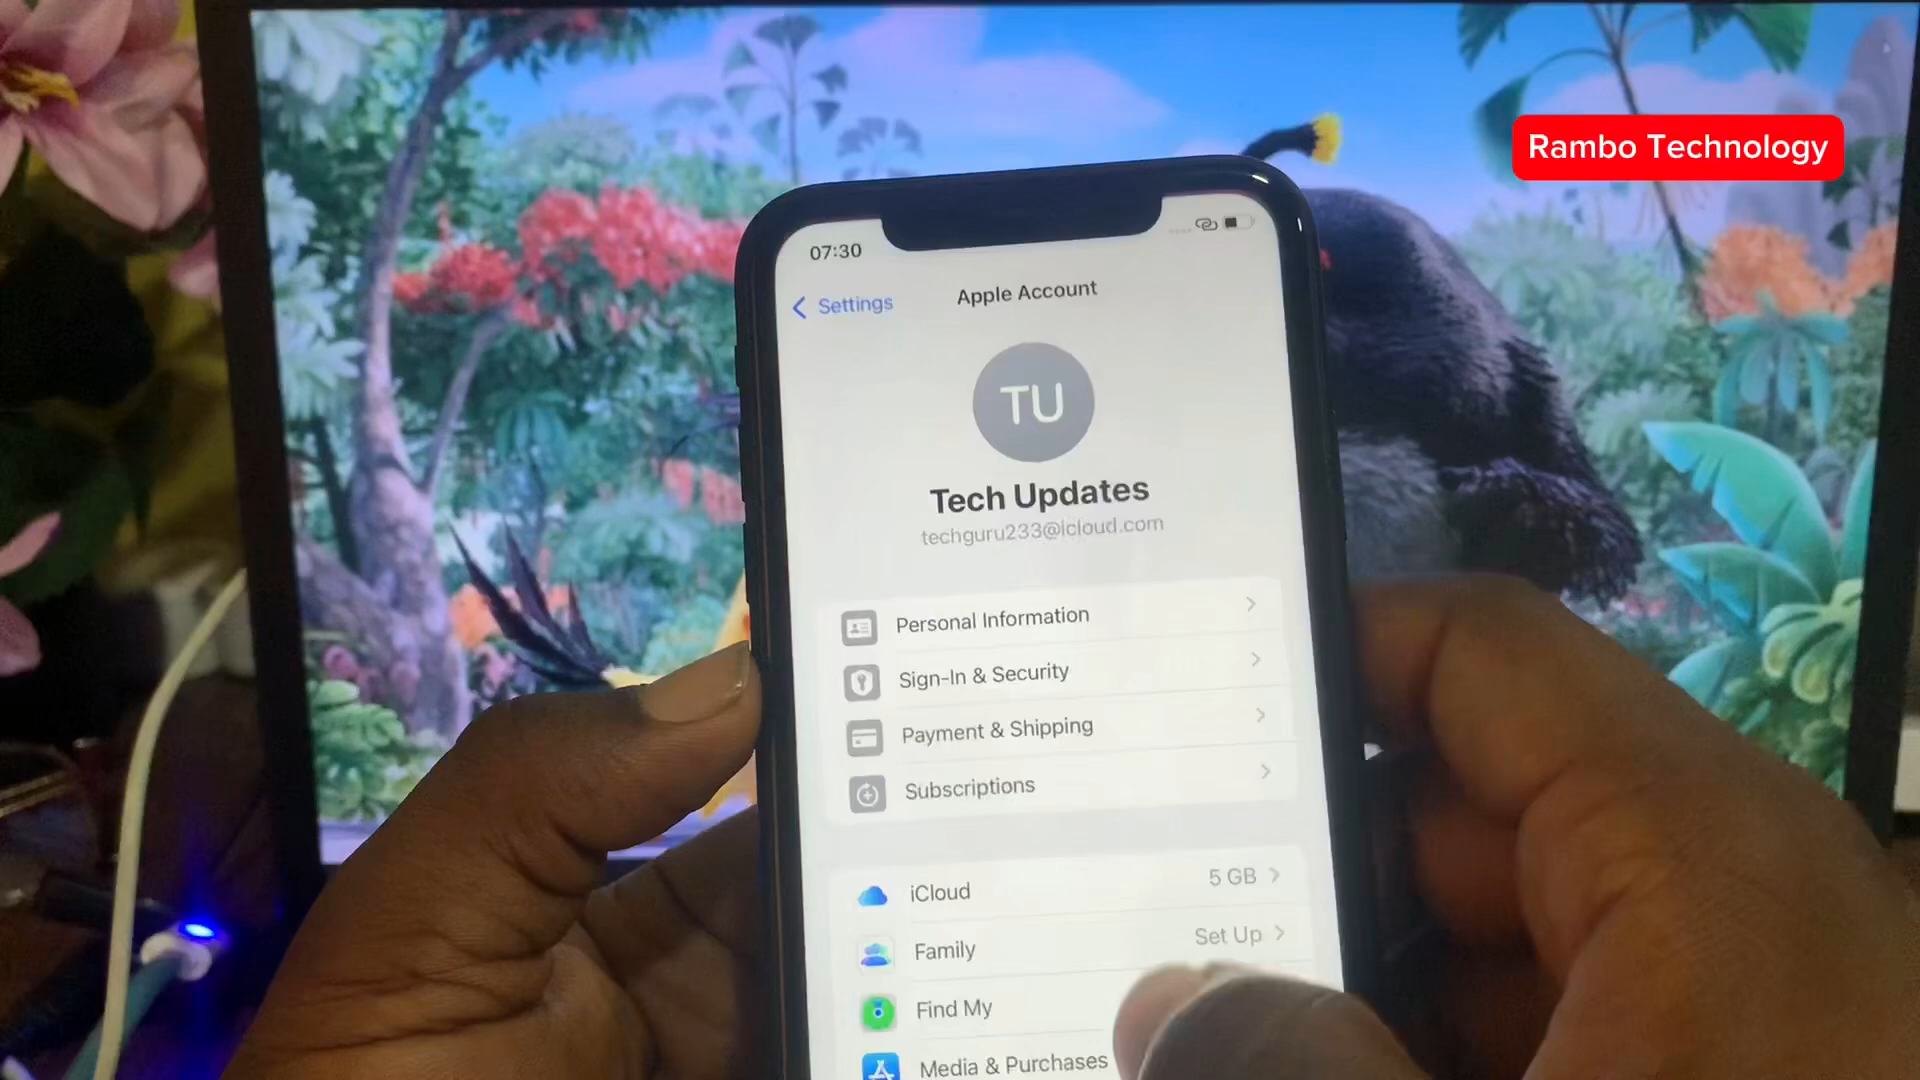 Rambo Technology
07:30
Settings
Apple Account
TU
Tech Updates
techguru233@icloud.com
Personal Information
Sign-In & Security
Payment & Shipping
Subscriptions
iCloud 5 GB
Family Set Up
Find My
Media & Purchases